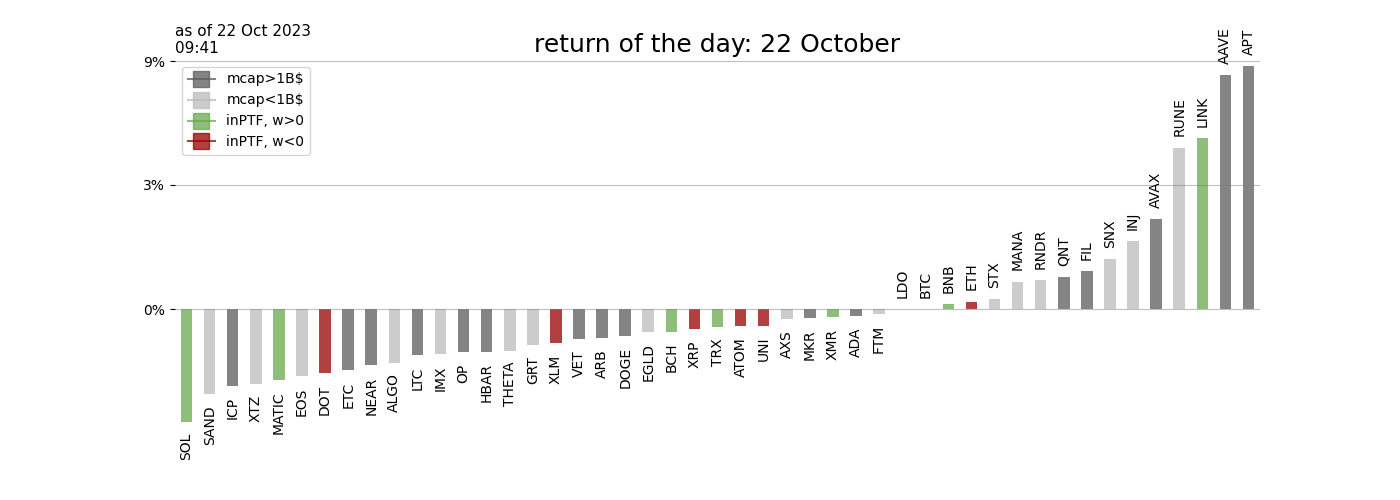 as of 22 Oct 2023
09:41
return of the day: 22 October
9%
3%
0%
mcap>1B$
mcap<1B$
inPTF, w>0
inPTF, w<0
SOL
SAND
ICP
XTZ
MATIC
EOS
DOT
ETC
NEAR
ALGO
LTC
IMX
OP
HBAR
THETA
GRT
XLM
VET
ARB
DOGE
EGLD
BCH
XRP
TRX
ATOM
UNI
AXS
MKR
XMR
ADA
FTM
LDO
BTC
BNB
ETH
STX
MANA
RNDR
QNT
FIL
SNX
INJ
AVAX
RUNE
LINK
AAVE
APT